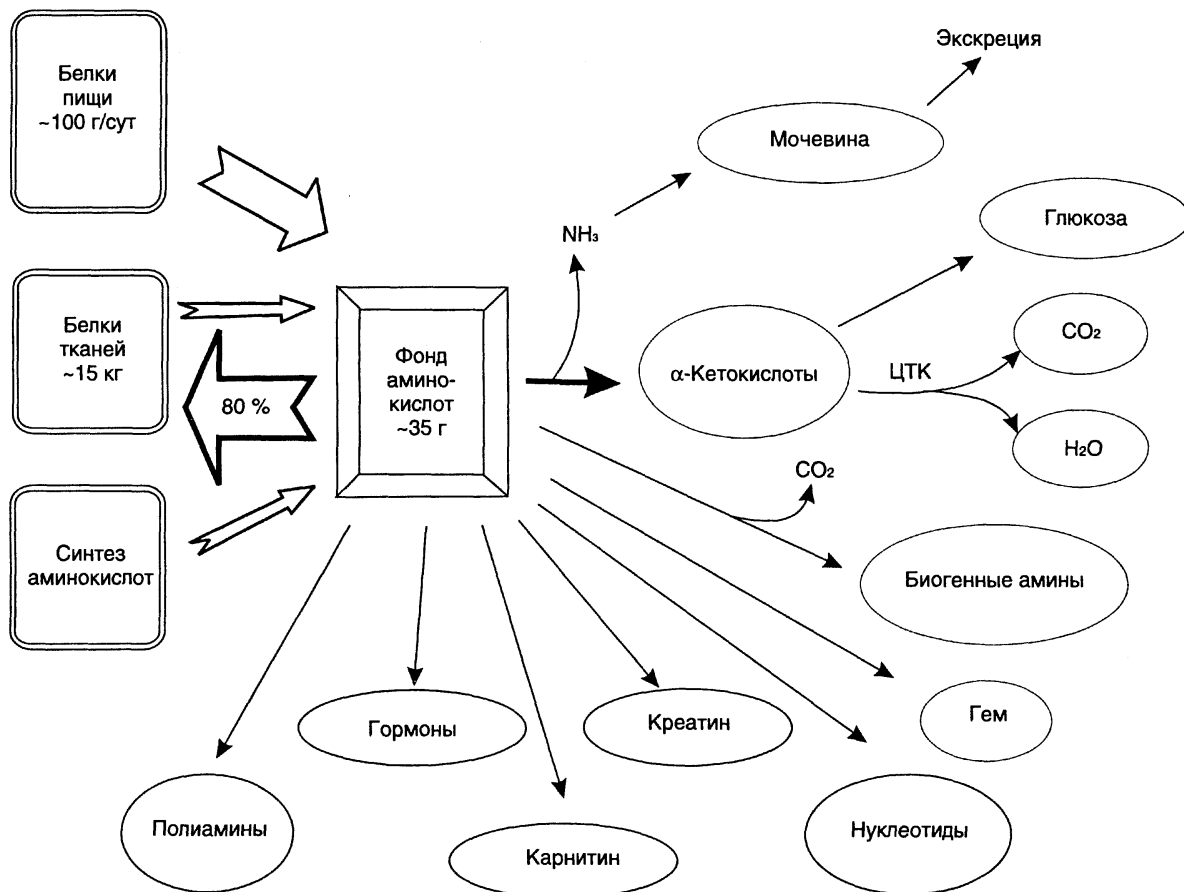 Белки
пищи
~100 г/сут
Экскреция
Мочевина
Глюкоза
NH₃
Белки
тканей
~15 кг
80 %
Фонд
амино-
кислот
~35 г
α-Кетокислоты
ЦТК
CO₂
H₂O
CO₂
Синтез
аминокислот
Биогенные амины
Гем
Гормоны
Креатин
Полиамины
Карнитин
Нуклеотиды